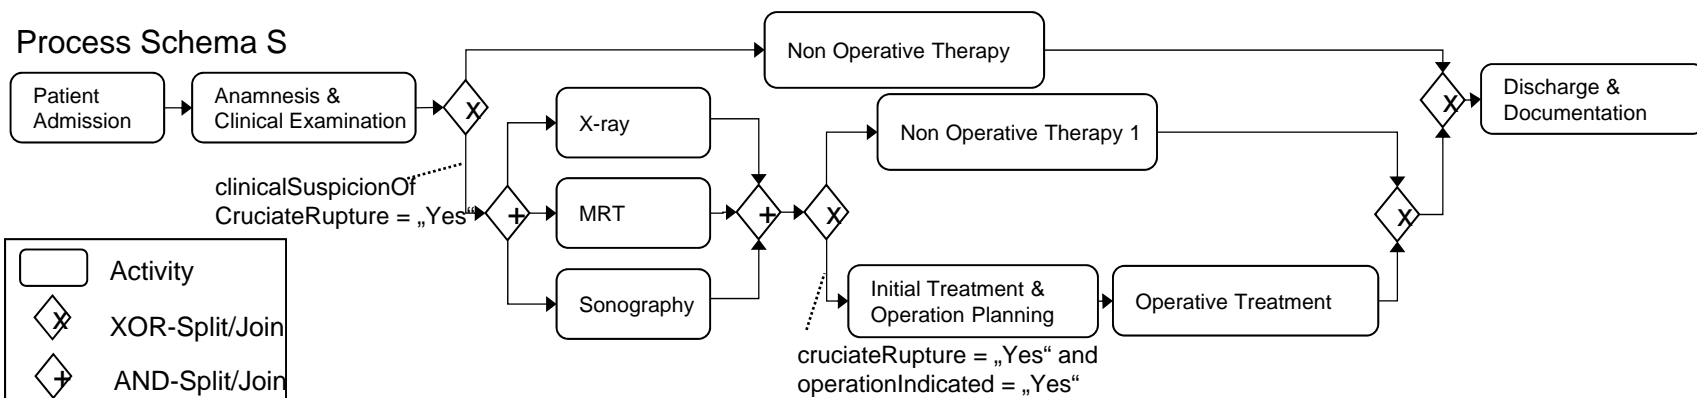 Process Schema S
Patient
Admission
Anamnesis &
Clinical Examination
x
Non Operative Therapy
X-ray
MRT
Sonography
+
+
x
Non Operative Therapy 1
Initial Treatment &
Operation Planning
Operative Treatment
x
x
Discharge &
Documentation
clinicalSuspicionOf
CruciateRupture = „Yes“
cruciateRupture = „Yes“ and
operationIndicated = „Yes“
Activity
x
XOR-Split/Join
+
AND-Split/Join